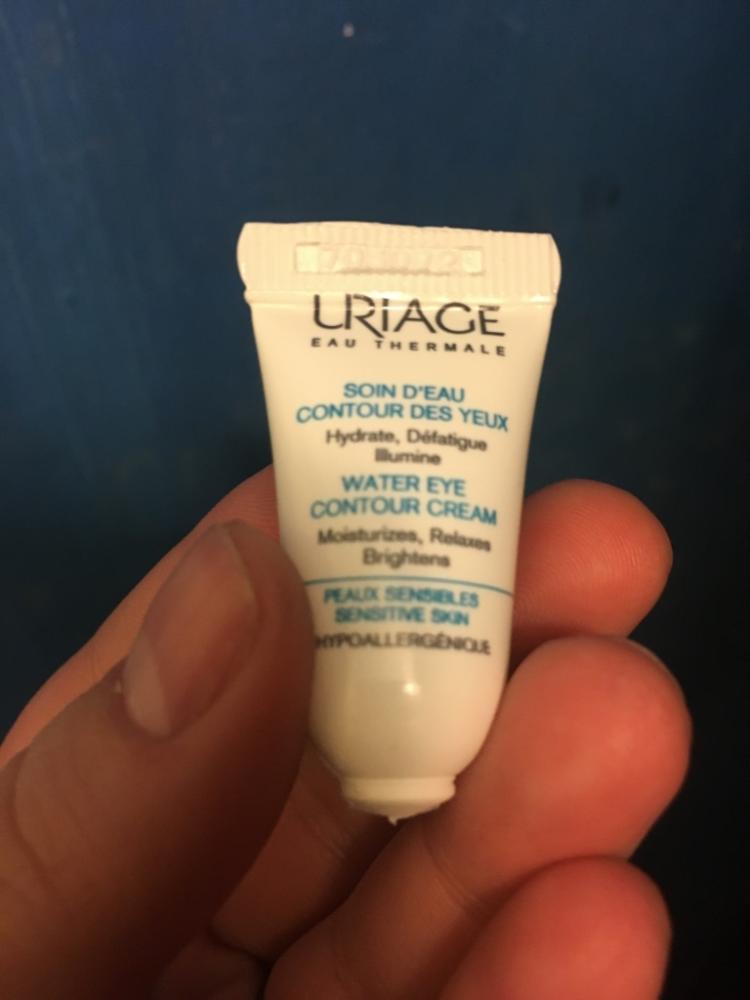 URIAGE
EAU THERMALE
SOIN D'EAU
CONTOUR DES YEUX
Hydrate, Défatigue
Illumine
WATER EYE
CONTOUR CREAM
Moisturizes, Relaxes
Brightens
PEAUX SENSIBLES
SENSITIVE SKIN
HYPOALLERGÉNIQUE